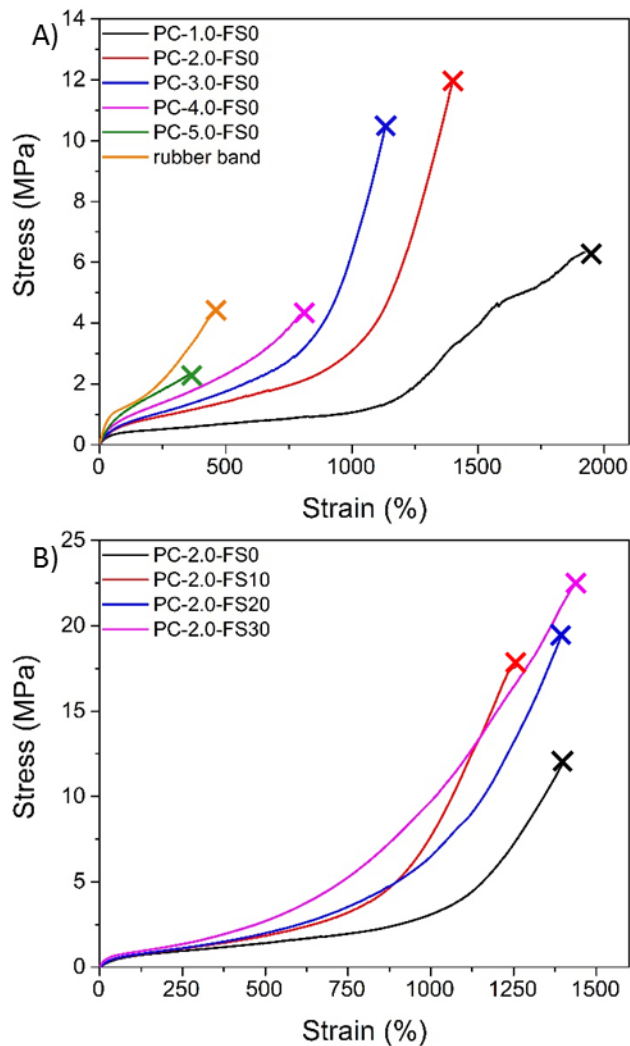 A)
PC-1.0-FS0
PC-2.0-FS0
PC-3.0-FS0
PC-4.0-FS0
PC-5.0-FS0
rubber band
14
12
10
8
6
4
2
0
Stress (MPa)
0 500 1000 1500 2000
Strain (%)
B)
PC-2.0-FS0
PC-2.0-FS10
PC-2.0-FS20
PC-2.0-FS30
25
20
15
10
5
0
Stress (MPa)
0 250 500 750 1000 1250 1500
Strain (%)